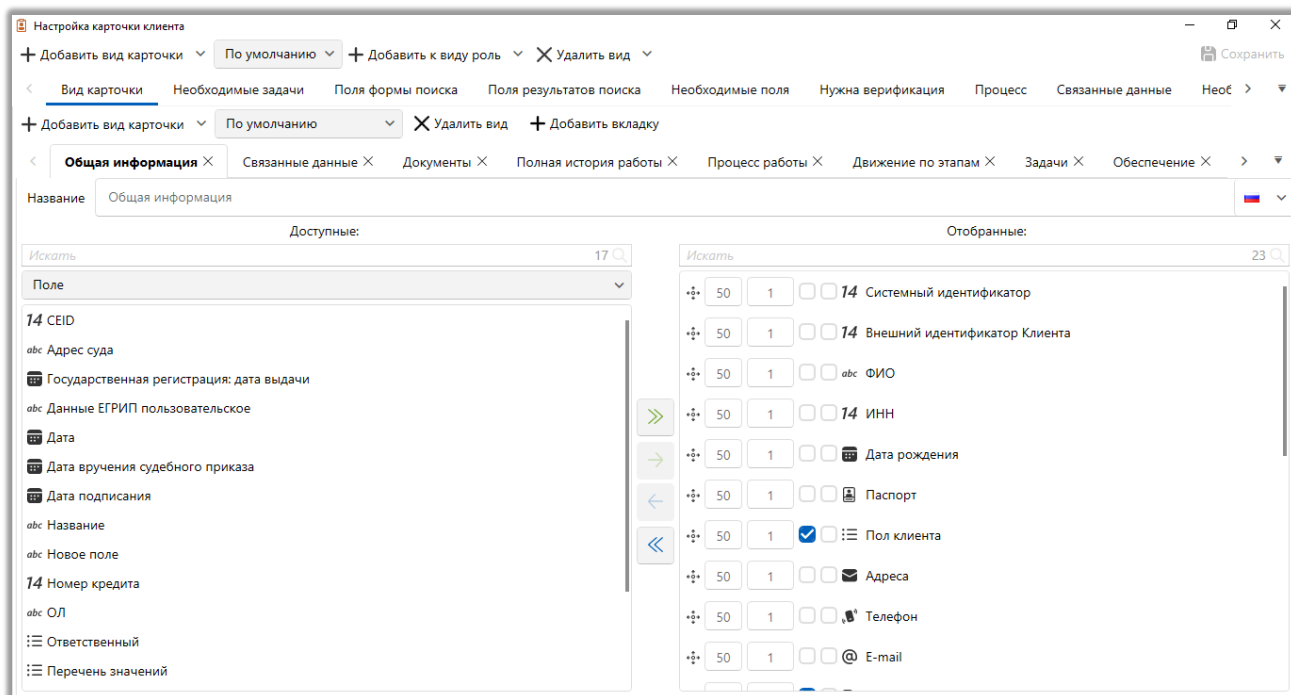 Настройка карточки клиента
Добавить вид карточки По умолчанию Добавить к виду роль Удалить вид Сохранить
Вид карточки Необходимые задачи Поля формы поиска Поля результатов поиска Необходимые поля Нужна верификация Процесс Связанные данные Необ
Добавить вид карточки По умолчанию Удалить вид Добавить вкладку
Общая информация Связанные данные Документы Полная история работы Процесс работы Движение по этапам Задачи Обеспечение
Название Общая информация
Доступные:
Искать 17
Поле
14 CEID
abc Адрес суда
Государственная регистрация: дата выдачи
abc Данные ЕГРИП пользовательское
Дата
Дата вручения судебного приказа
Дата подписания
abc Название
abc Новое поле
14 Номер кредита
abc ОЛ
Ответственный
Перечень значений
Отобранные:
Искать 23
50 1 14 Системный идентификатор
50 1 14 Внешний идентификатор Клиента
50 1 abc ФИО
50 1 14 ИНН
50 1 Дата рождения
50 1 Паспорт
50 1 Пол клиента
50 1 Адреса
50 1 Телефон
50 1 E-mail